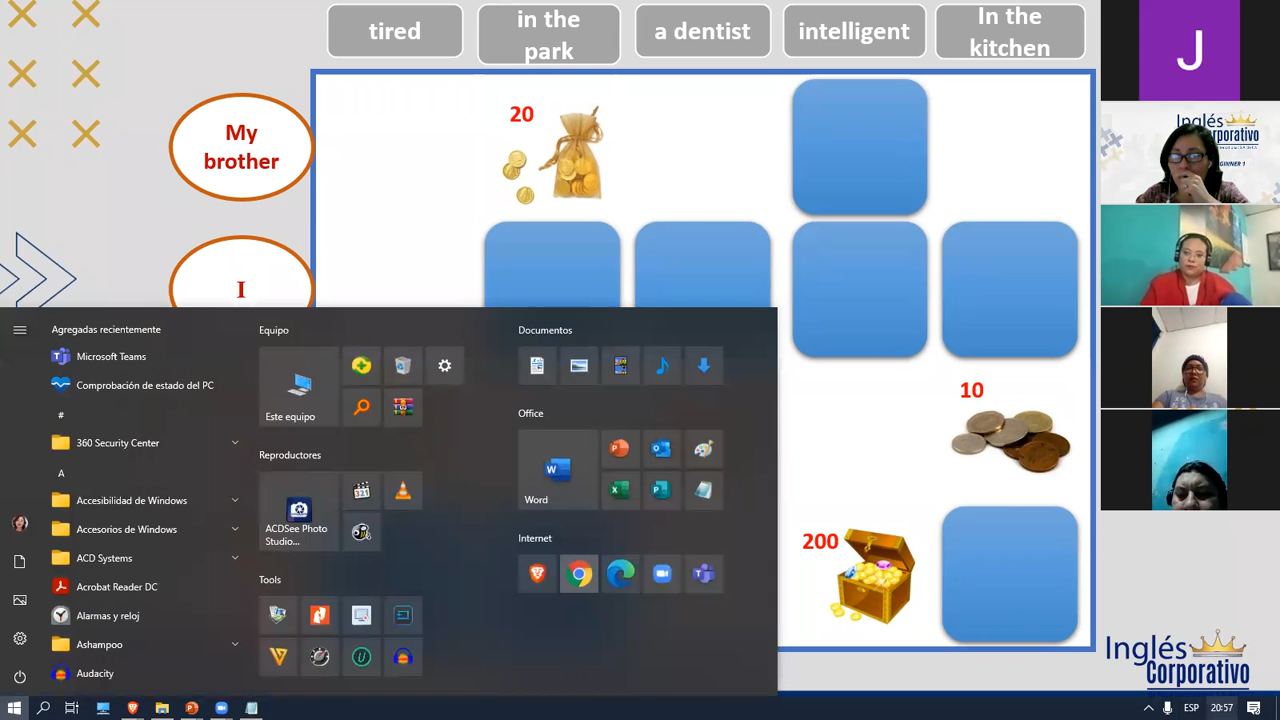 tired
in the
park
a dentist
intelligent
In the
kitchen
J
My
brother
20
Inglés
Corporativo
BEGINNER 1
I
Agregadas recientemente
Microsoft Teams
Comprobación de estado del PC
#
360 Security Center
A
Accesibilidad de Windows
Accesorios de Windows
ACD Systems
Acrobat Reader DC
Alarmas y reloj
Ashampoo
Audacity
Equipo
Este equipo
Reproductores
ACDSee Photo
Studio...
Tools
Documentos
Office
W
Word
Internet
10
200
Inglés
Corporativo
ESP
20:57